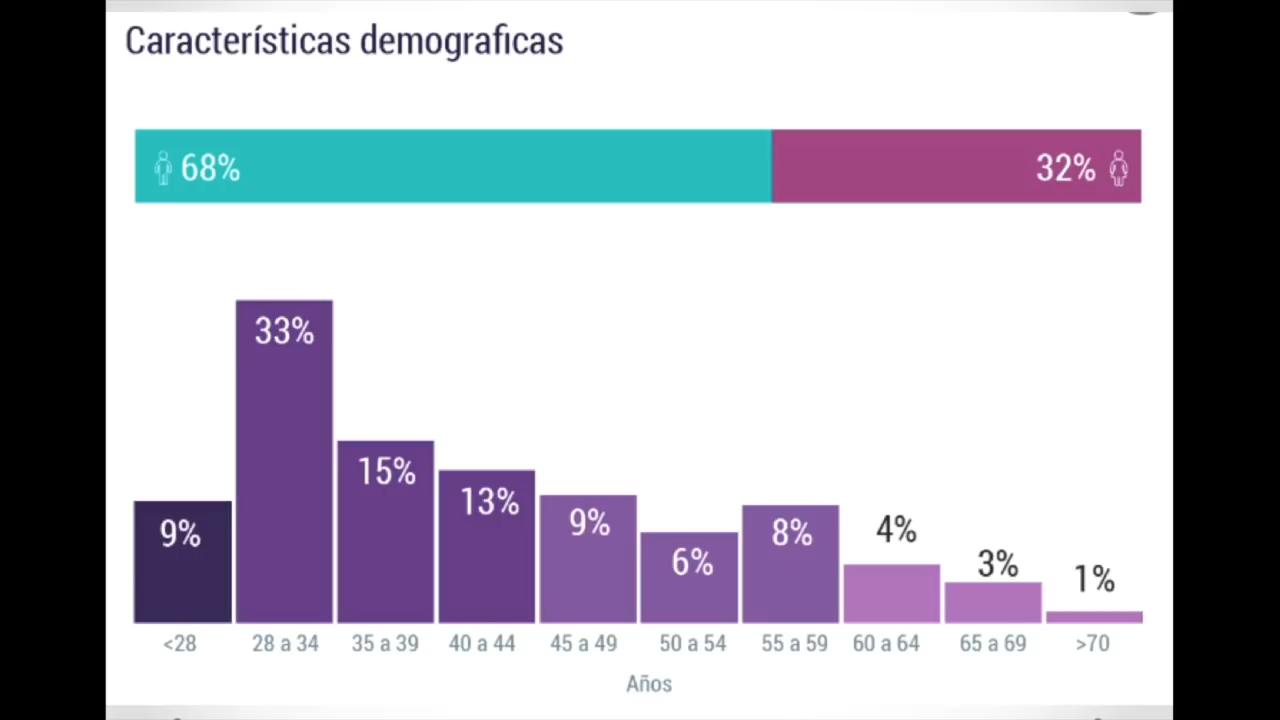 Características demograficas
68% 32%
33%
15%
13%
9% 9% 6% 8% 4% 3% 1%
<28 28 a 34 35 a 39 40 a 44 45 a 49 50 a 54 55 a 59 60 a 64 65 a 69 >70
Años